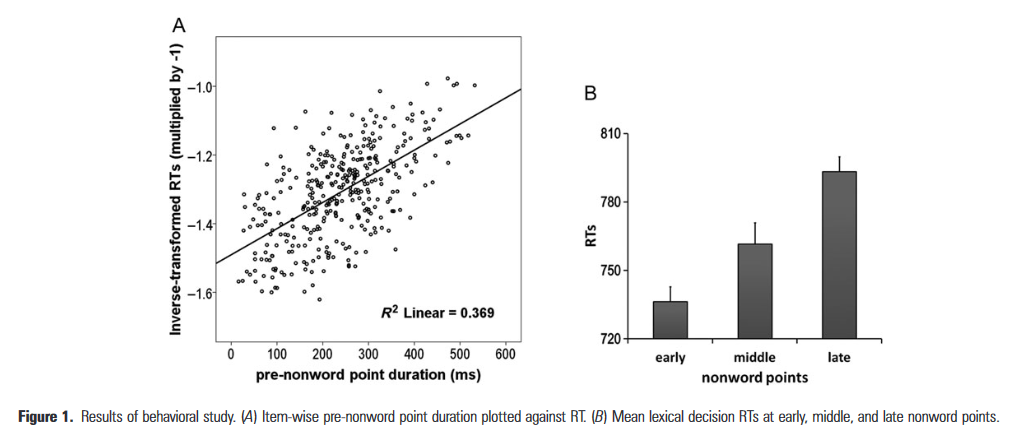 A
Inverse-transformed RTs (multiplied by -1)
−1.0
−1.2
−1.4
−1.6
R² Linear = 0.369
0 100 200 300 400 500 600
pre-nonword point duration (ms)
B
810
780
750
720
RTs
early middle late
nonword points
Figure 1. Results of behavioral study. (A) Item-wise pre-nonword point duration plotted against RT. (B) Mean lexical decision RTs at early, middle, and late nonword points.